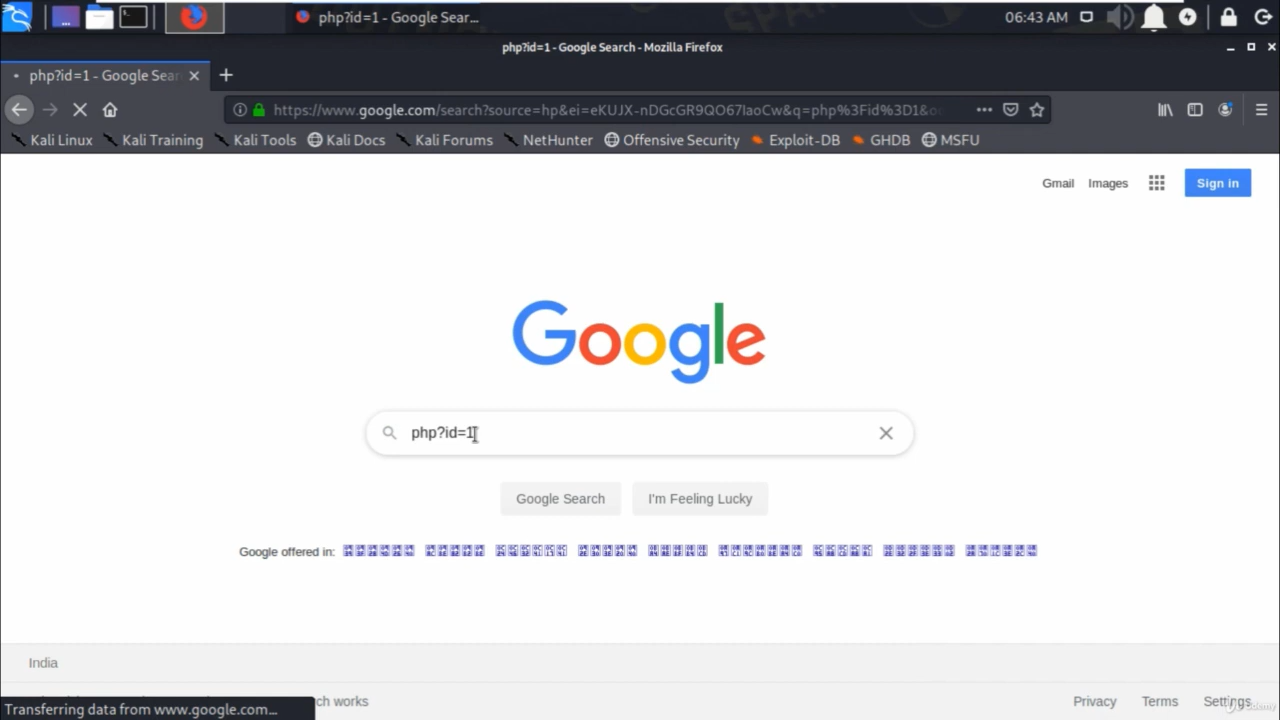 php?id=1 - Google Sear...
06:43 AM
php?id=1 - Google Search - Mozilla Firefox
php?id=1 - Google Sear
https://www.google.com/search?source=hp&ei=eKUJX-nDGcGR9QO67IaoCw&q=php%3Fid%3D1&o
Kali Linux Kali Training Kali Tools Kali Docs Kali Forums NetHunter Offensive Security Exploit-DB GHDB MSFU
Gmail Images Sign in
Google
php?id=1
Google Search I'm Feeling Lucky
Google offered in:
India
ch works Privacy Terms Settings
Transferring data from www.google.com...
Udemy